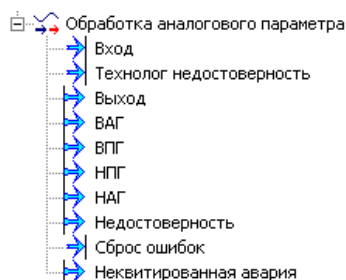 Обработка аналогового параметра
Вход
Технолог недостоверность
Выход
ВАГ
ВПГ
НПГ
НАГ
Недостоверность
Сброс ошибок
Неквитированная авария